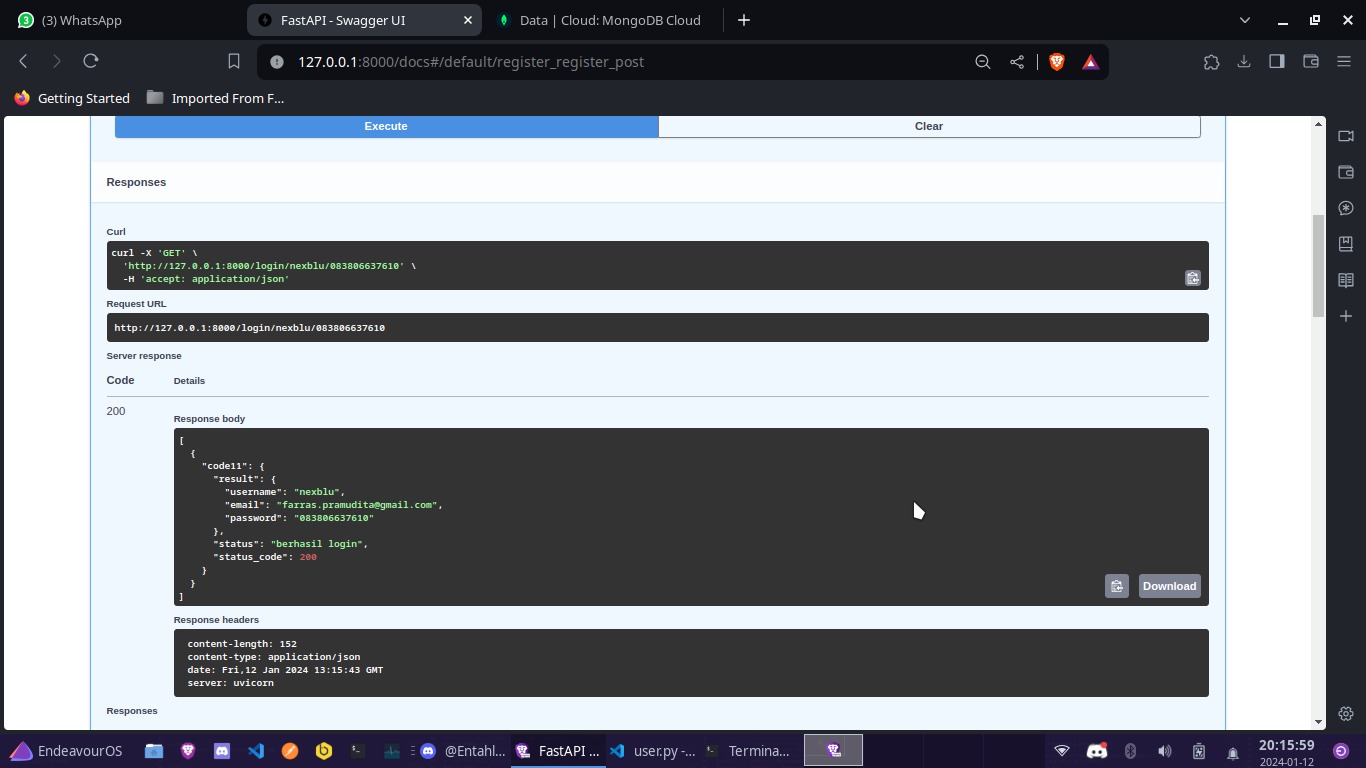 (3) WhatsApp
FastAPI - Swagger UI
Data | Cloud: MongoDB Cloud
127.0.0.1:8000/docs#/default/register_register_post
Getting Started
Imported From F...
Execute
Clear
Responses
Curl
curl -X 'GET' \
'http://127.0.0.1:8000/login/nexblu/083806637610' \
-H 'accept: application/json'
Request URL
http://127.0.0.1:8000/login/nexblu/083806637610
Server response
Code Details
200
Response body
[
{
"code11": {
"result": {
"username": "nexblu",
"email": "farras.pramudita@gmail.com",
"password": "083806637610"
},
"status": "berhasil login",
"status_code": 200
}
}
]
Download
Response headers
content-length: 152
content-type: application/json
date: Fri,12 Jan 2024 13:15:43 GMT
server: uvicorn
Responses
EndeavourOS
@Entahl...
FastAPI ...
user.py -...
Termina...
20:15:59
2024-01-12